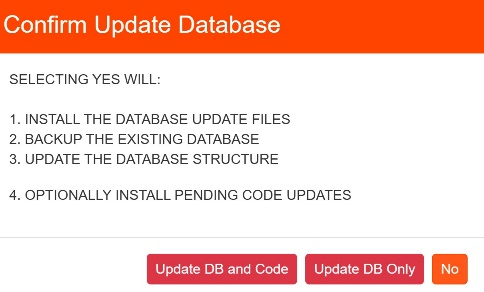 Confirm Update Database
SELECTING YES WILL:
1. INSTALL THE DATABASE UPDATE FILES
2. BACKUP THE EXISTING DATABASE
3. UPDATE THE DATABASE STRUCTURE
4. OPTIONALLY INSTALL PENDING CODE UPDATES
Update DB and Code
Update DB Only
No